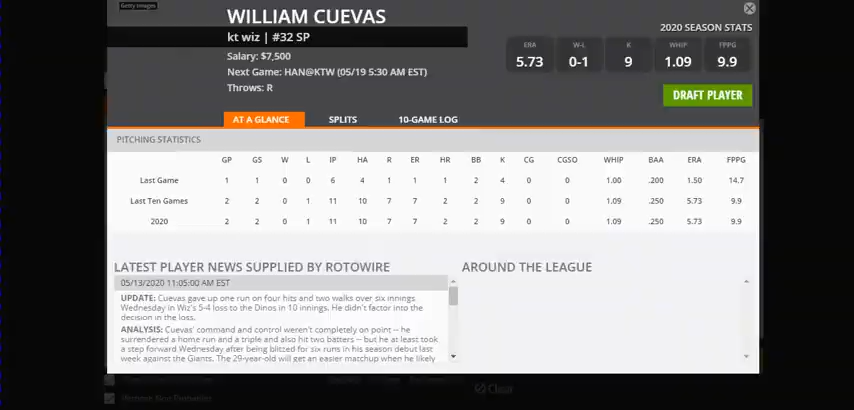 Getty Images
WILLIAM CUEVAS
kt wiz | #32 SP
Salary: $7,500
Next Game: HAN@KTW (05/19 5:30 AM EST)
Throws: R
2020 SEASON STATS
ERA W-L K WHIP FPPG
5.73 0-1 9 1.09 9.9
DRAFT PLAYER
AT A GLANCE SPLITS 10-GAME LOG
PITCHING STATISTICS
GP GS W L IP HA R ER HR BB K CG CGSO WHIP BAA ERA FPPG
Last Game 1 1 0 0 6 4 1 1 1 2 4 0 0 1.00 .200 1.50 14.7
Last Ten Games 2 2 0 1 11 10 7 7 2 2 9 0 0 1.09 .250 5.73 9.9
2020 2 2 0 1 11 10 7 7 2 2 9 0 0 1.09 .250 5.73 9.9
LATEST PLAYER NEWS SUPPLIED BY ROTOWIRE
05/13/2020 11:05:00 AM EST
UPDATE: Cuevas gave up one run on four hits and two walks over six innings
Wednesday in Wiz's 5-4 loss to the Dinos in 10 innings. He didn't factor into the
decision in the loss.
ANALYSIS: Cuevas' command and control weren't completely on point -- he
surrendered a home run and a triple and also hit two batters -- but he at least took
a step forward Wednesday after being blitzed for six runs in his season debut last
week against the Giants. The 29-year-old will get an easier matchup when he likely
AROUND THE LEAGUE
Clear